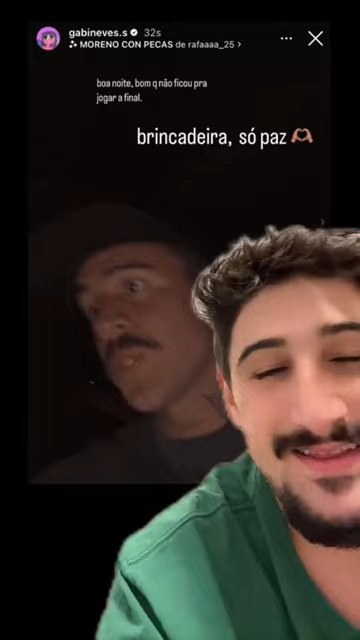 gabineves.s 32s
MORENO CON PECAS de rafaaaa_25 >
boa noite, bom q não ficou pra
jogar a final.
brincadeira, só paz 🫶🏽